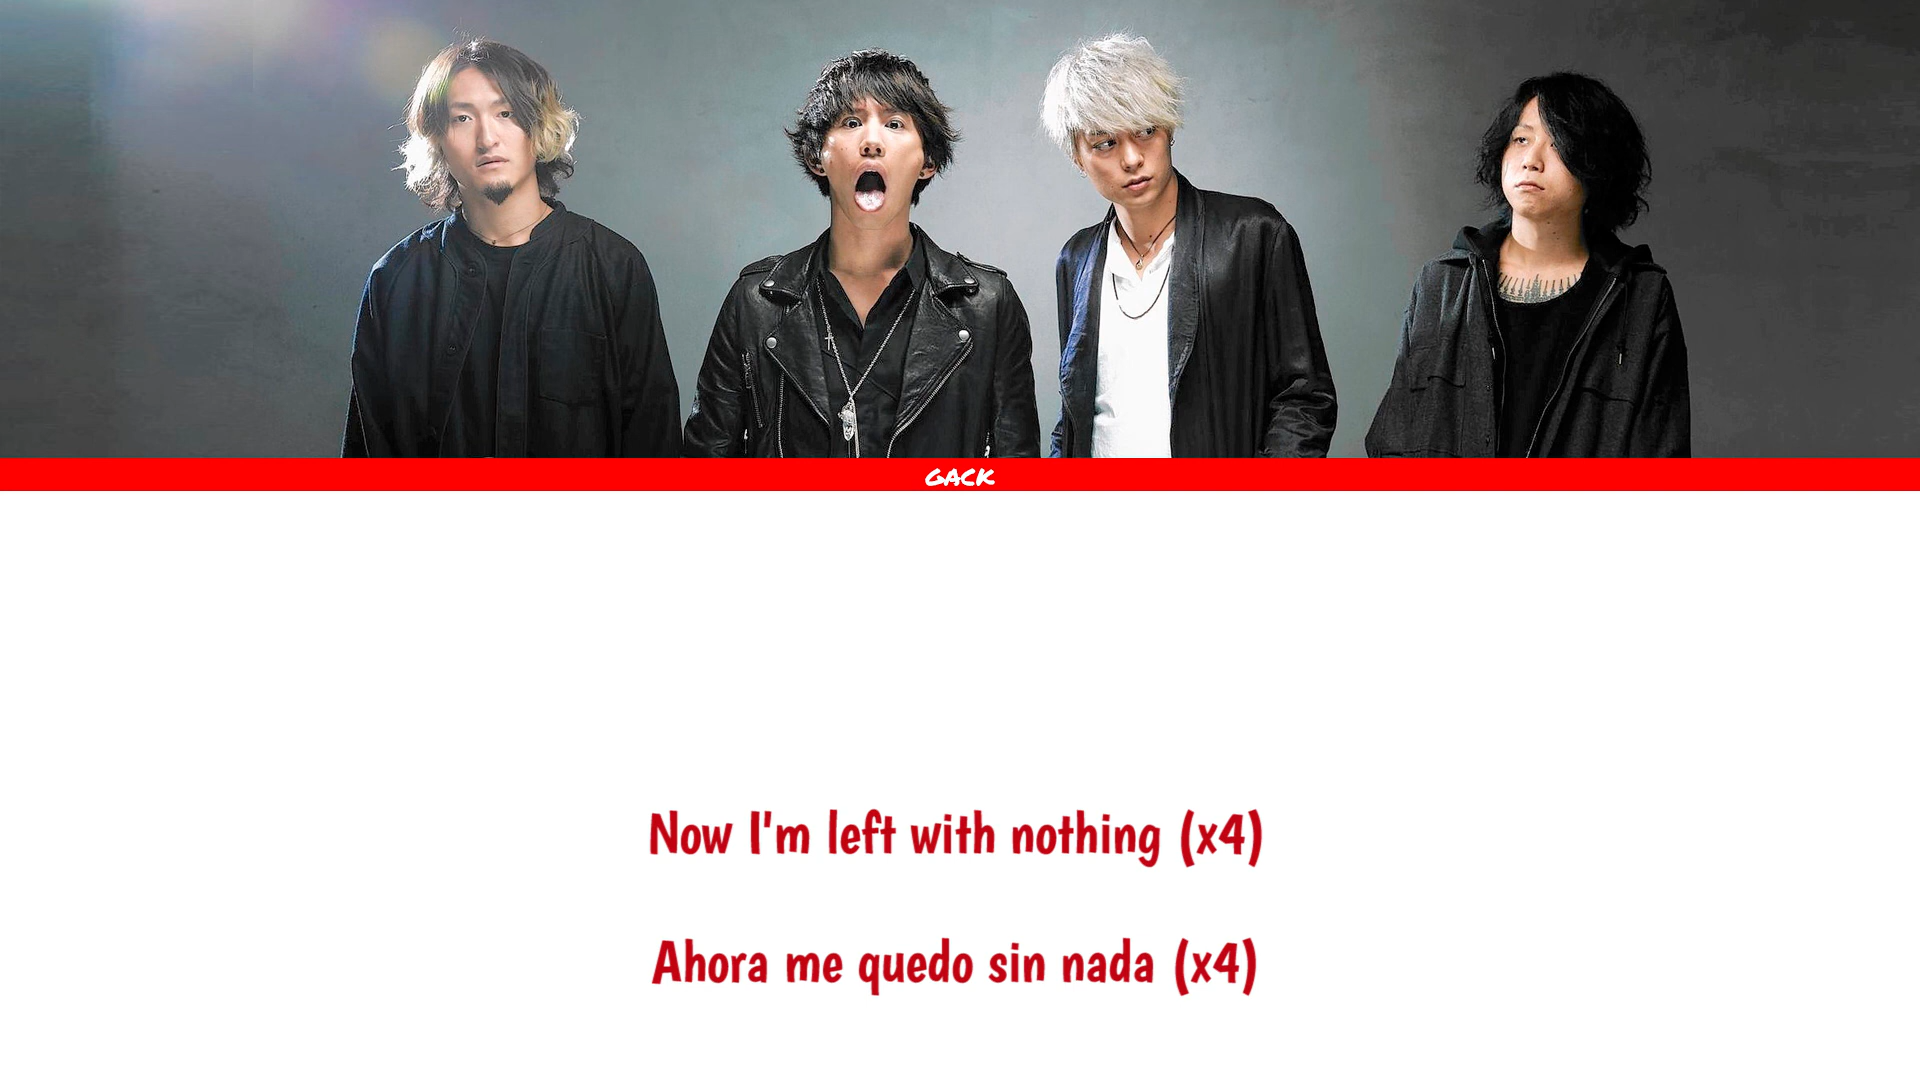 GACK
Now I'm left with nothing (x4)
Ahora me quedo sin nada (x4)